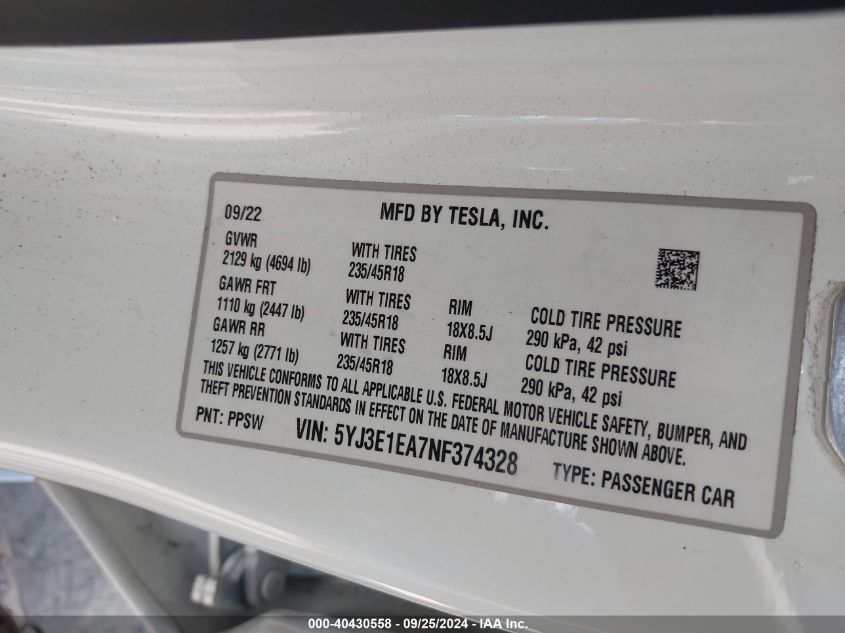 09/22 MFD BY TESLA, INC.
GVWR
2129 kg (4694 lb) WITH TIRES 235/45R18
GAWR FRT
1110 kg (2447 lb) WITH TIRES 235/45R18 RIM 18X8.5J COLD TIRE PRESSURE 290 kPa, 42 psi
GAWR RR
1257 kg (2771 lb) WITH TIRES 235/45R18 RIM 18X8.5J COLD TIRE PRESSURE 290 kPa, 42 psi
THIS VEHICLE CONFORMS TO ALL APPLICABLE U.S. FEDERAL MOTOR VEHICLE SAFETY, BUMPER, AND
THEFT PREVENTION STANDARDS IN EFFECT ON THE DATE OF MANUFACTURE SHOWN ABOVE.
PNT: PPSW VIN: 5YJ3E1EA7NF374328 TYPE: PASSENGER CAR
000-40430558 - 09/25/2024 - IAA, Inc.